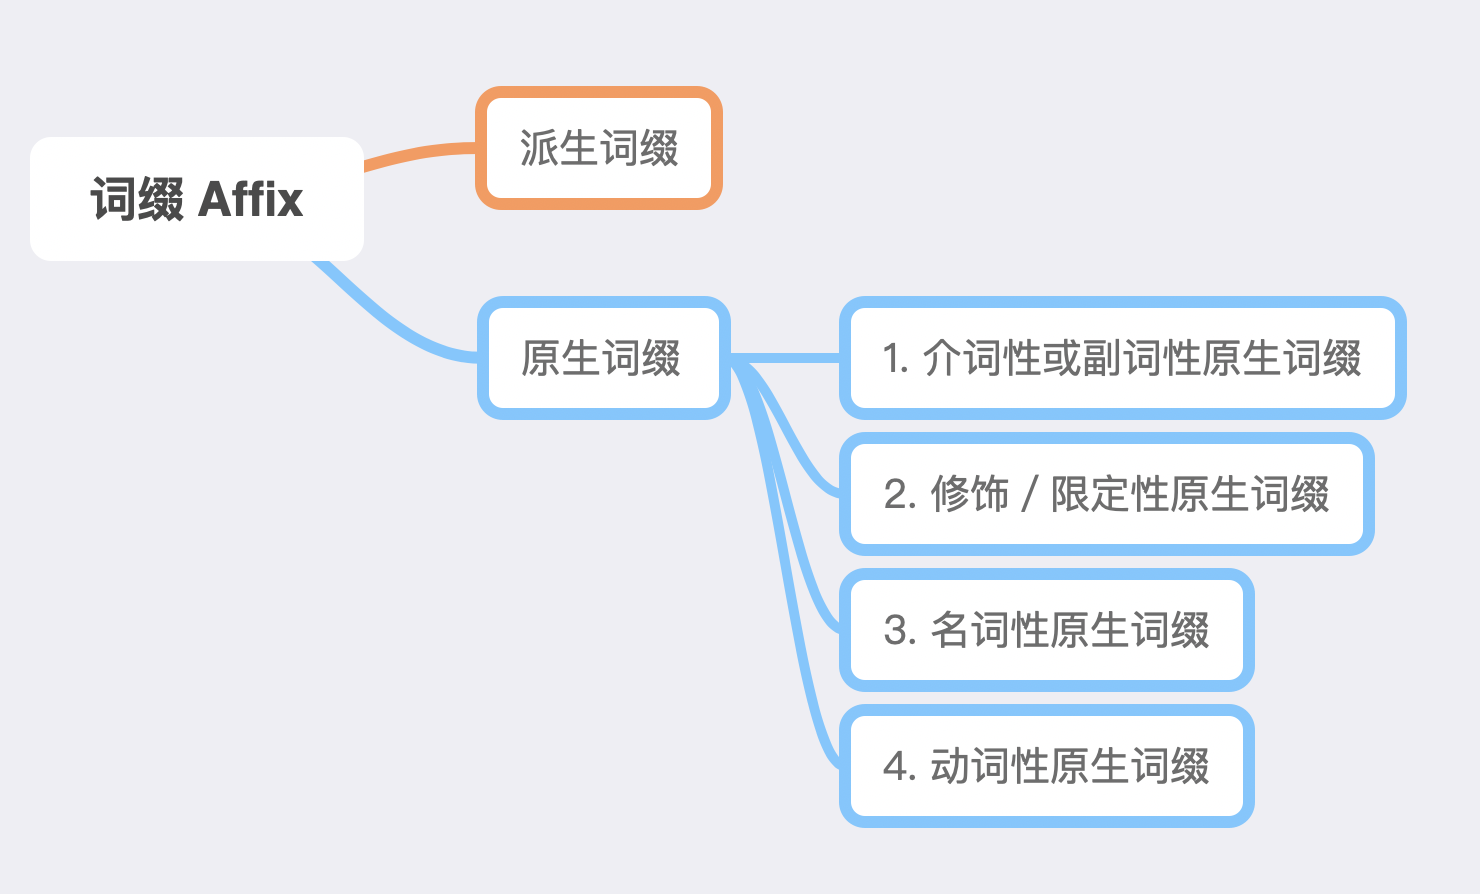 词缀 Affix
派生词缀
原生词缀
1. 介词性或副词性原生词缀
2. 修饰 / 限定性原生词缀
3. 名词性原生词缀
4. 动词性原生词缀